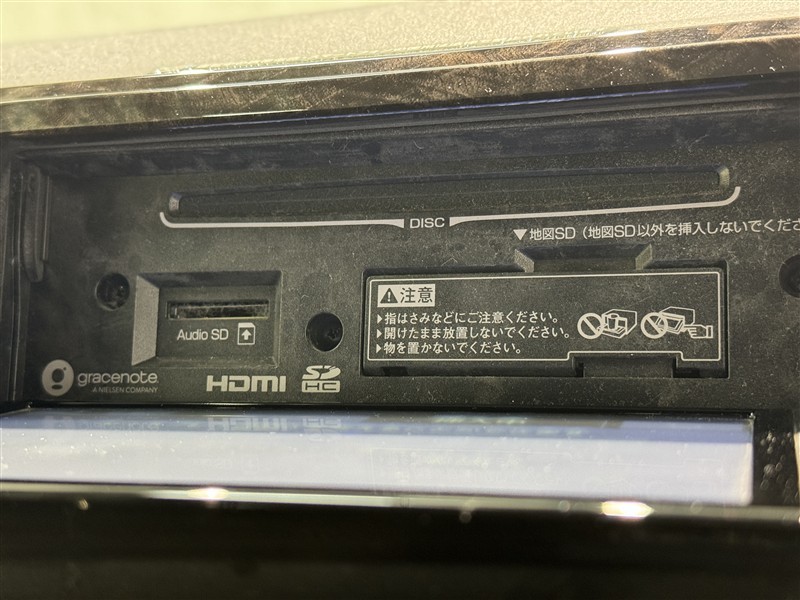 DISC
▼地図SD（地図SD以外を挿入しないでくださ
注意
▶指はさみなどにご注意ください。
▶開けたまま放置しないでください。
▶物を置かないでください。
Audio SD
gracenote.
A NIELSEN COMPANY
HDMI
SD
HC